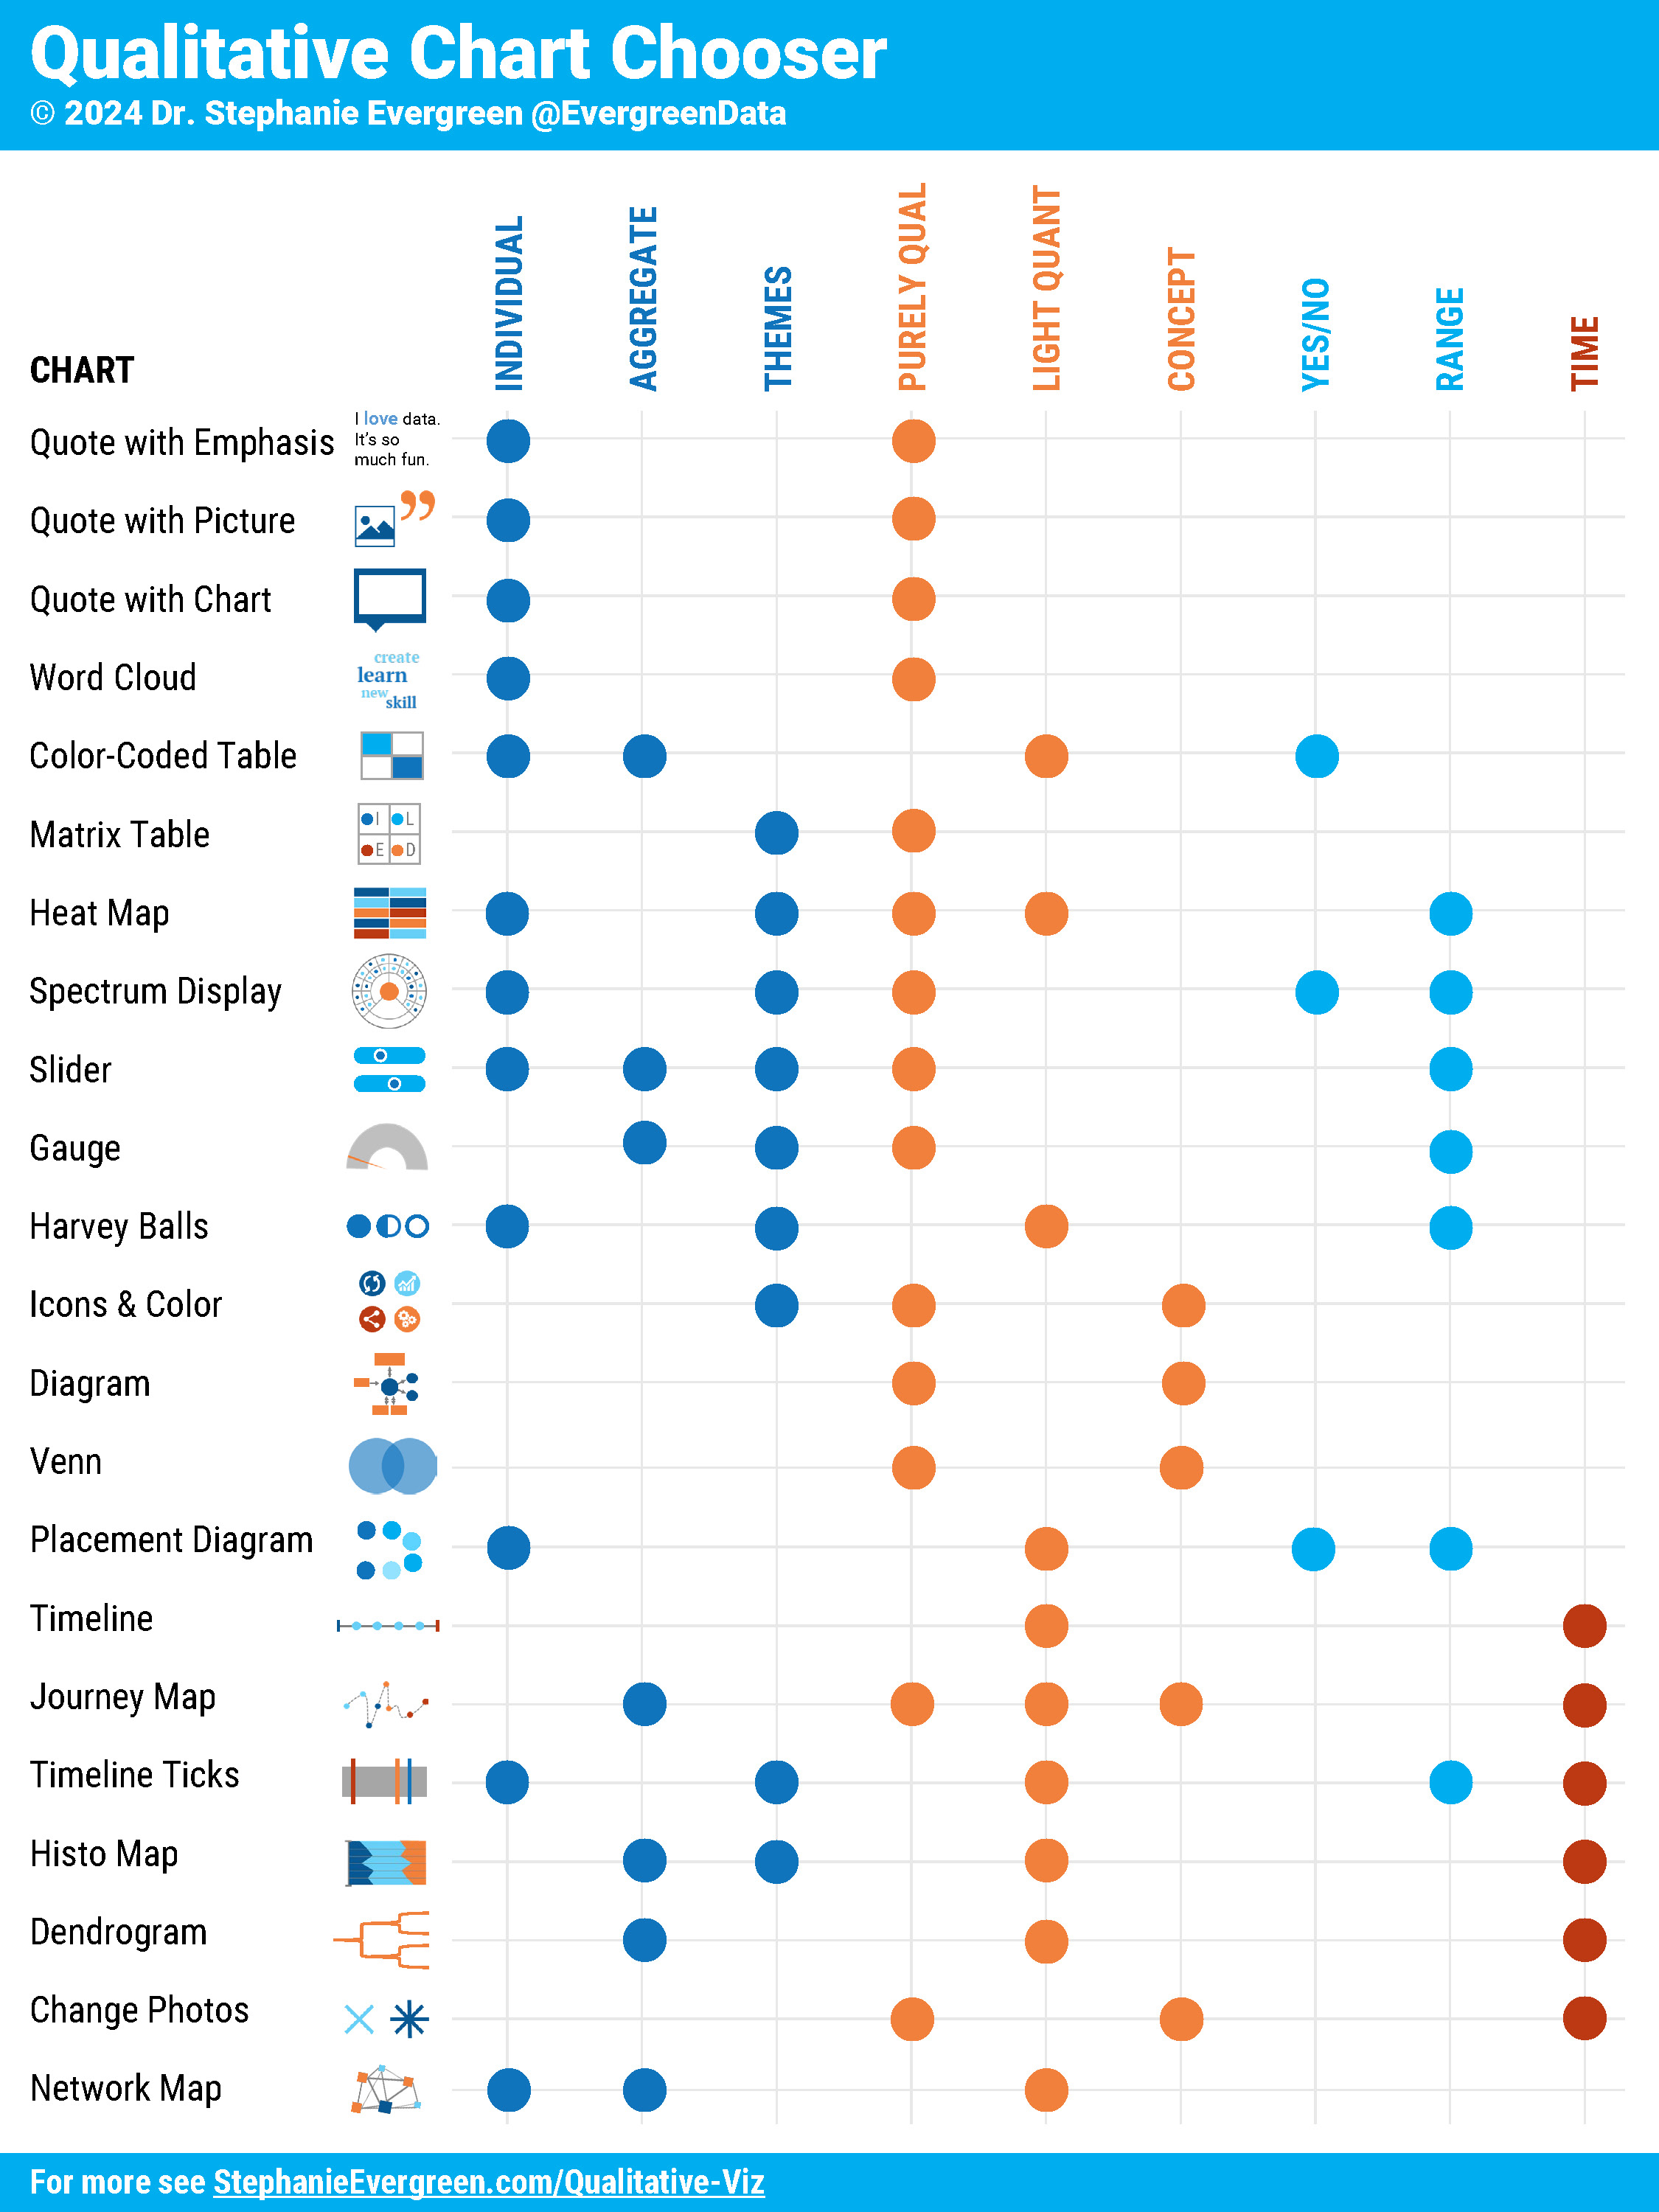 Qualitative Chart Chooser
© 2024 Dr. Stephanie Evergreen @EvergreenData
CHART
INDIVIDUAL
AGGREGATE
THEMES
PURELY QUAL
LIGHT QUANT
CONCEPT
YES/NO
RANGE
TIME
Quote with Emphasis
I love data.
It's so
much fun.
Quote with Picture
”
Quote with Chart
Word Cloud
create
learn
new
skill
Color-Coded Table
Matrix Table
I L
E D
Heat Map
Spectrum Display
Slider
Gauge
Harvey Balls
Icons & Color
Diagram
Venn
Placement Diagram
Timeline
Journey Map
Timeline Ticks
Histo Map
Dendrogram
Change Photos
Network Map
For more see StephanieEvergreen.com/Qualitative-Viz